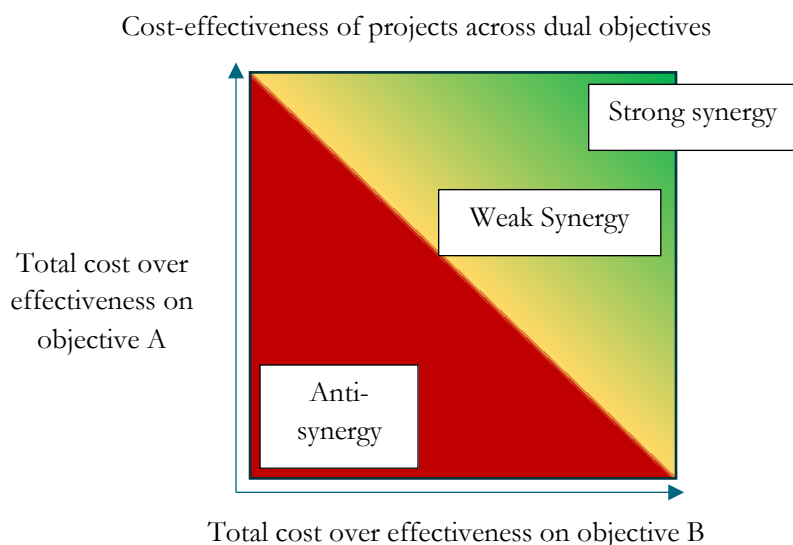 Cost-effectiveness of projects across dual objectives
Strong synergy
Weak Synergy
Total cost over
effectiveness on
objective A
Anti-
synergy
Total cost over effectiveness on objective B